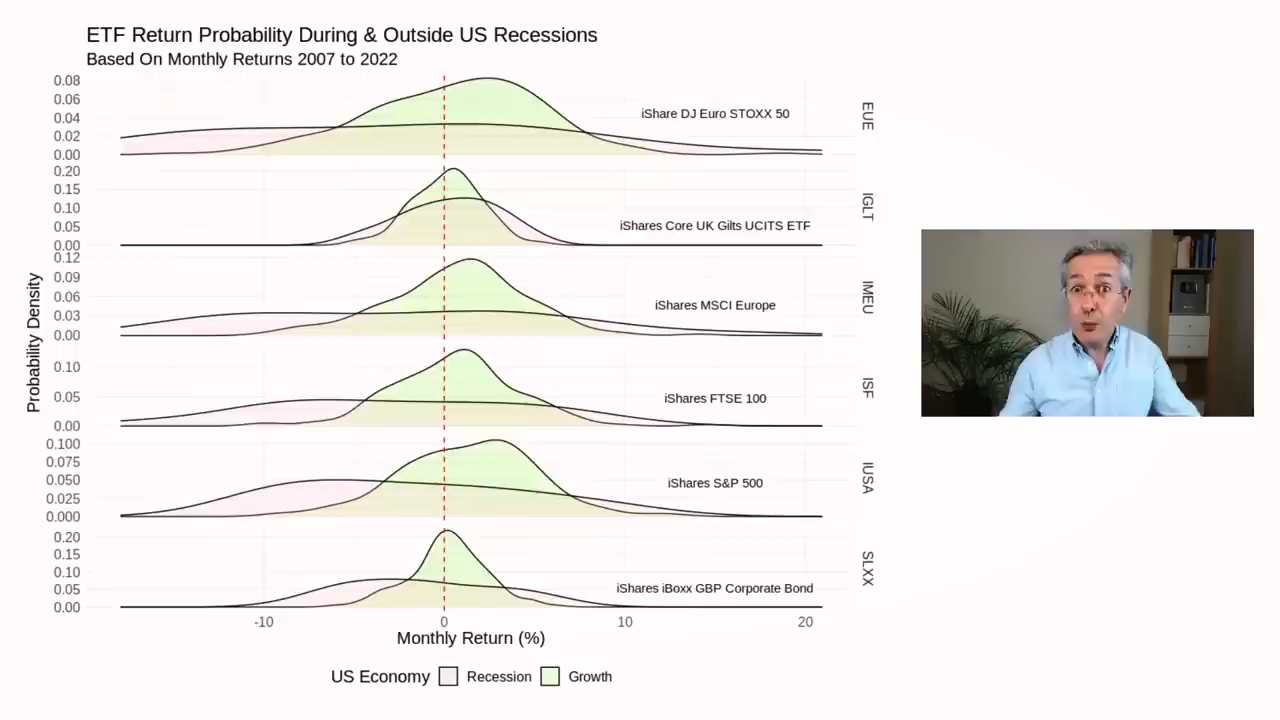 ETF Return Probability During & Outside US Recessions
Based On Monthly Returns 2007 to 2022
Probability Density
0.08
0.06
0.04
0.02
0.00
iShare DJ Euro STOXX 50
EUE
0.20
0.15
0.10
0.05
0.00
iShares Core UK Gilts UCITS ETF
IGLT
0.12
0.09
0.06
0.03
0.00
iShares MSCI Europe
IMEU
0.10
0.05
0.00
iShares FTSE 100
ISF
0.100
0.075
0.050
0.025
0.000
iShares S&P 500
IUSA
0.20
0.15
0.10
0.05
0.00
iShares iBoxx GBP Corporate Bond
SLXX
-10 0 10 20
Monthly Return (%)
US Economy Recession Growth